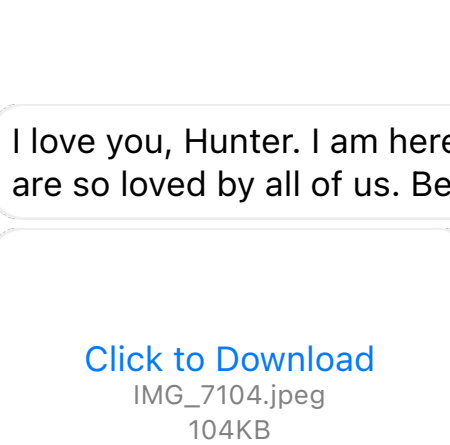 I love you, Hunter. I am here
are so loved by all of us. Be
Click to Download
IMG_7104.jpeg
104KB